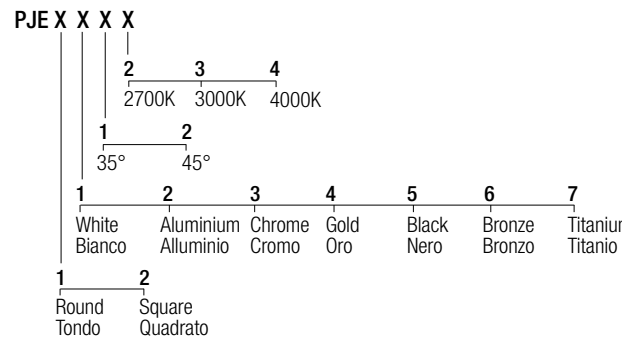 PJE X X X X
2 3 4
2700K 3000K 4000K
1 2
35° 45°
1 2 3 4 5 6 7
White Aluminium Chrome Gold Black Bronze Titaniur
Bianco Alluminio Cromo Oro Nero Bronzo Titanio
1 2
Round Square
Tondo Quadrato